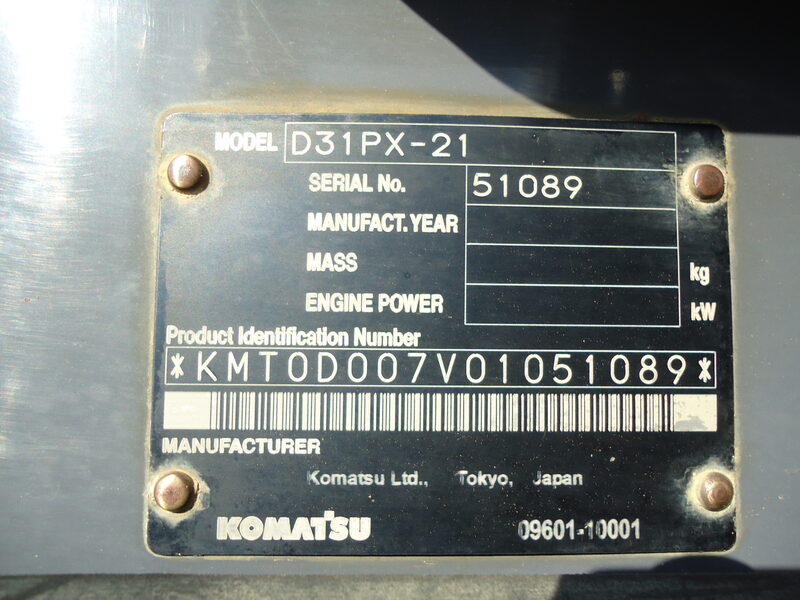 MODEL D31PX-21
SERIAL No. 51089
MANUFACT. YEAR
MASS kg
ENGINE POWER kW
Product Identification Number
*KMT0D007V01051089*
MANUFACTURER
Komatsu Ltd., Tokyo, Japan
KOMATSU 09601-10001